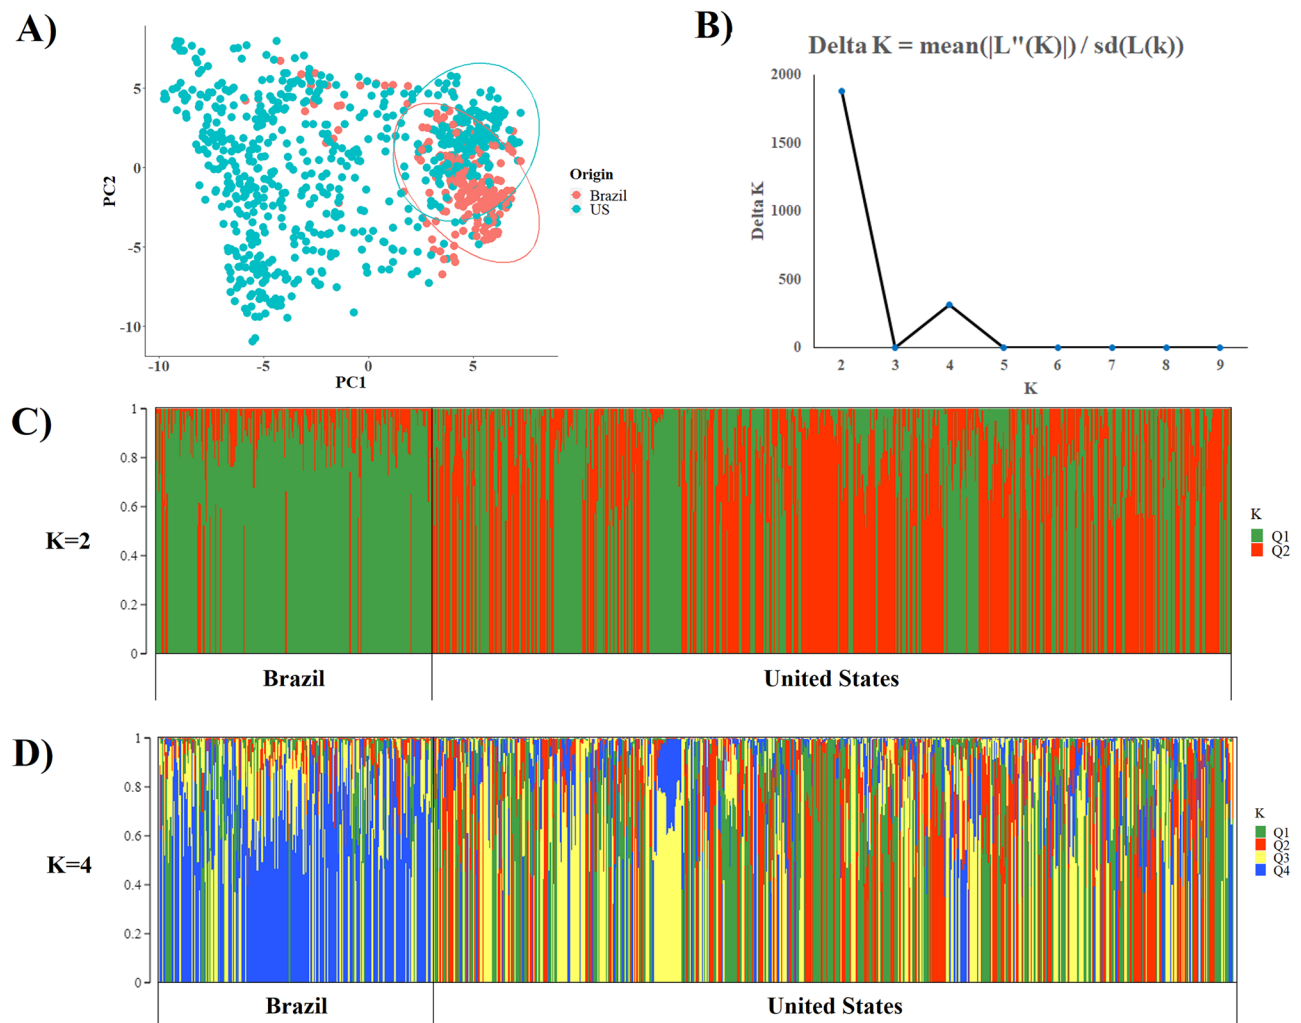 A)
5
0
-5
-10
PC2
-10
-5
0
5
PC1
Origin
Brazil
US
B)
Delta K = mean(|L"(K)|) / sd(L(k))
2000
1500
1000
500
0
Delta K
2
3
4
5
6
7
8
9
K
C)
K=2
1
0.8
0.6
0.4
0.2
0
K
Q1
Q2
Brazil
United States
D)
K=4
1
0.8
0.6
0.4
0.2
0
K
Q1
Q2
Q3
Q4
Brazil
United States